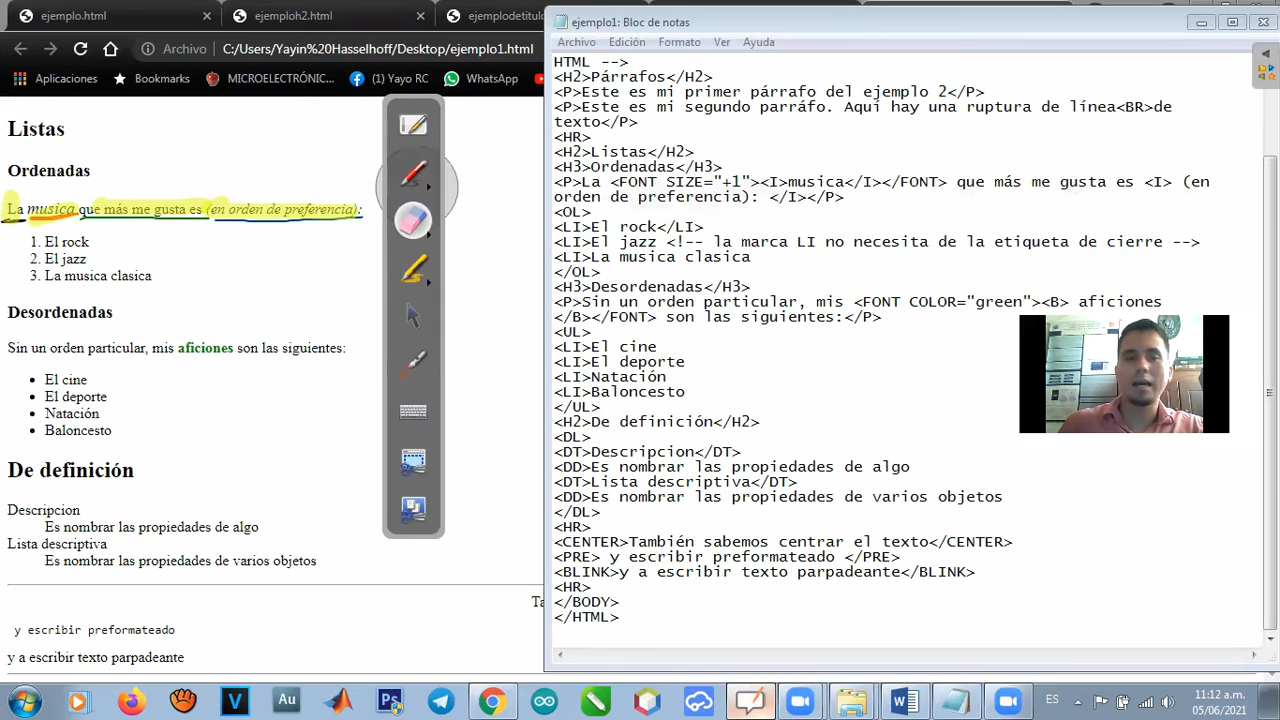 ejemplo.html
ejemploh2.html
ejemplodetitulo
Archivo
C:/Users/Yayin%20Hasselhoff/Desktop/ejemplo1.html
Aplicaciones
Bookmarks
MICROELECTRÓNIC...
(1) Yayo RC
WhatsApp
Listas
Ordenadas
La musica que más me gusta es (en orden de preferencia):
1. El rock
2. El jazz
3. La musica clasica
Desordenadas
Sin un orden particular, mis aficiones son las siguientes:
• El cine
• El deporte
• Natación
• Baloncesto
De definición
Descripcion
Es nombrar las propiedades de algo
Lista descriptiva
Es nombrar las propiedades de varios objetos
y escribir preformateado
y a escribir texto parpadeante
ejemplo1: Bloc de notas
Archivo Edición Formato Ver Ayuda
HTML -->
<H2>Párrafos</H2>
<P>Este es mi primer párrafo del ejemplo 2</P>
<P>Este es mi segundo parráfo. Aquí hay una ruptura de línea<BR>de
texto</P>
<HR>
<H2>Listas</H2>
<H3>Ordenadas</H3>
<P>La <FONT SIZE="+1"><I>musica</I></FONT> que más me gusta es <I> (en
orden de preferencia): </I></P>
<OL>
<LI>El rock</LI>
<LI>El jazz <!-- la marca LI no necesita de la etiqueta de cierre -->
<LI>La musica clasica
</OL>
<H3>Desordenadas</H3>
<P>Sin un orden particular, mis <FONT COLOR="green"><B> aficiones
</B></FONT> son las siguientes:</P>
<UL>
<LI>El cine
<LI>El deporte
<LI>Natación
<LI>Baloncesto
</UL>
<H2>De definición</H2>
<DL>
<DT>Descripcion</DT>
<DD>Es nombrar las propiedades de algo
<DT>Lista descriptiva</DT>
<DD>Es nombrar las propiedades de varios objetos
</DL>
<HR>
<CENTER>También sabemos centrar el texto</CENTER>
<PRE> y escribir preformateado </PRE>
<BLINK>y a escribir texto parpadeante</BLINK>
<HR>
</BODY>
</HTML>
V
Au
Ps
W
ES
11:12 a.m.
05/06/2021